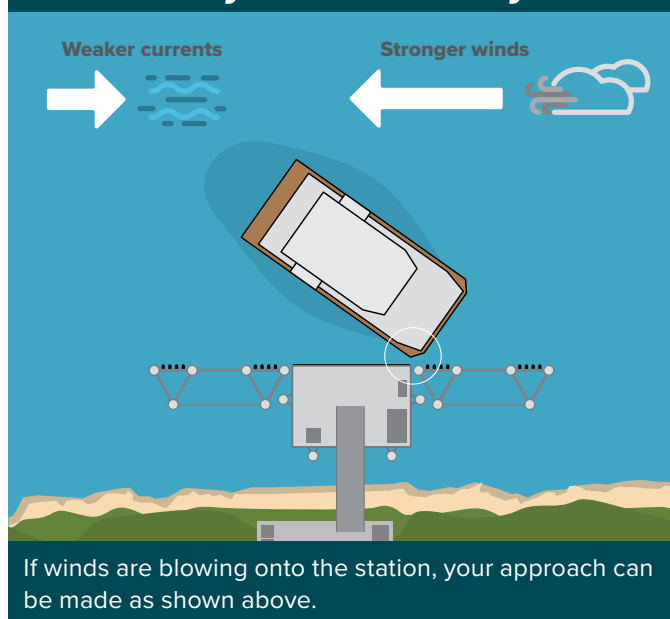 Weaker currents
Stronger winds
If winds are blowing onto the station, your approach can
be made as shown above.